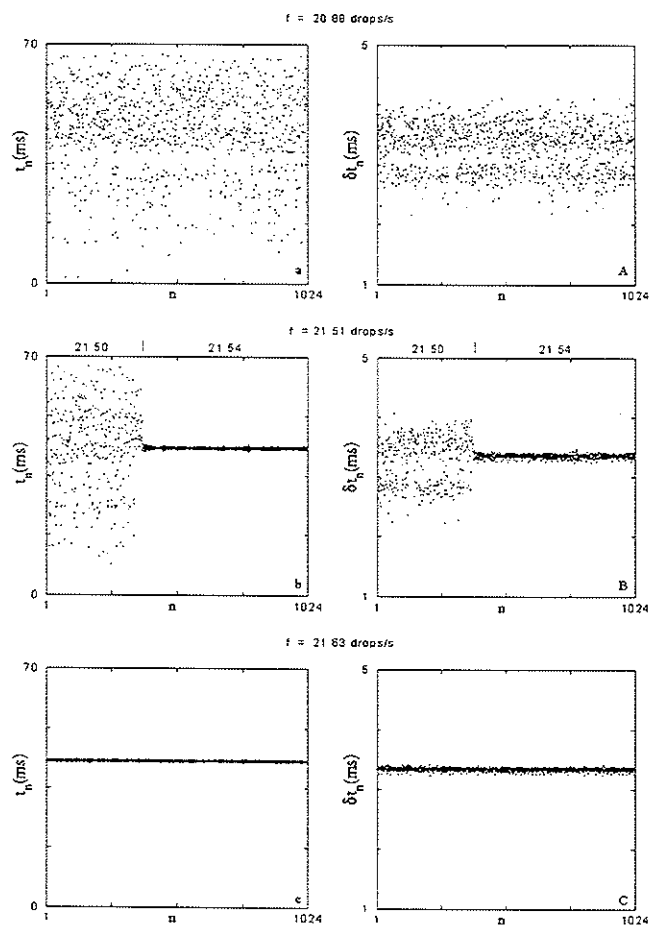 f = 20 88 drops/s
70
t_n(ms)
0
a
1
n
1024
5
δt_n(ms)
1
A
1
n
1024
f = 21 51 drops/s
21 50 | 21 54
70
t_n(ms)
0
b
1
n
1024
21 50 | 21 54
5
δt_n(ms)
1
B
1
n
1024
f = 21 83 drops/s
70
t_n(ms)
0
c
1
n
1024
5
δt_n(ms)
1
C
1
n
1024